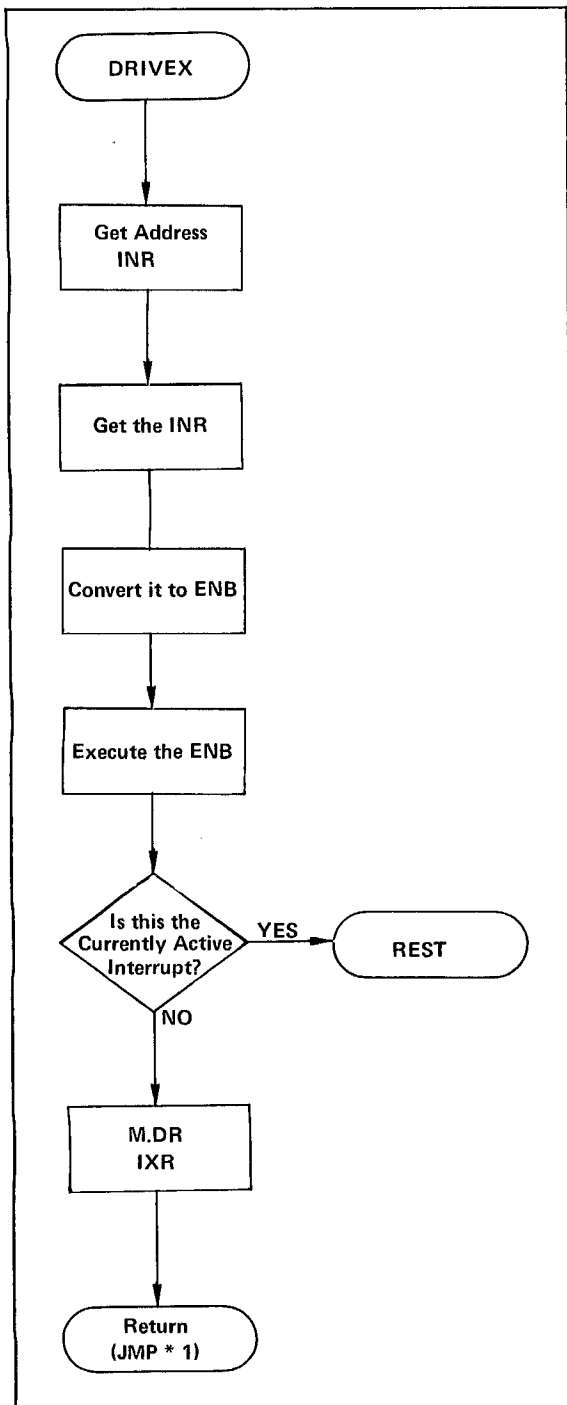 DRIVEX
Get Address
INR
Get the INR
Convert it to ENB
Execute the ENB
Is this the
Currently Active
Interrupt?
YES
REST
NO
M.DR
IXR
Return
(JMP * 1)